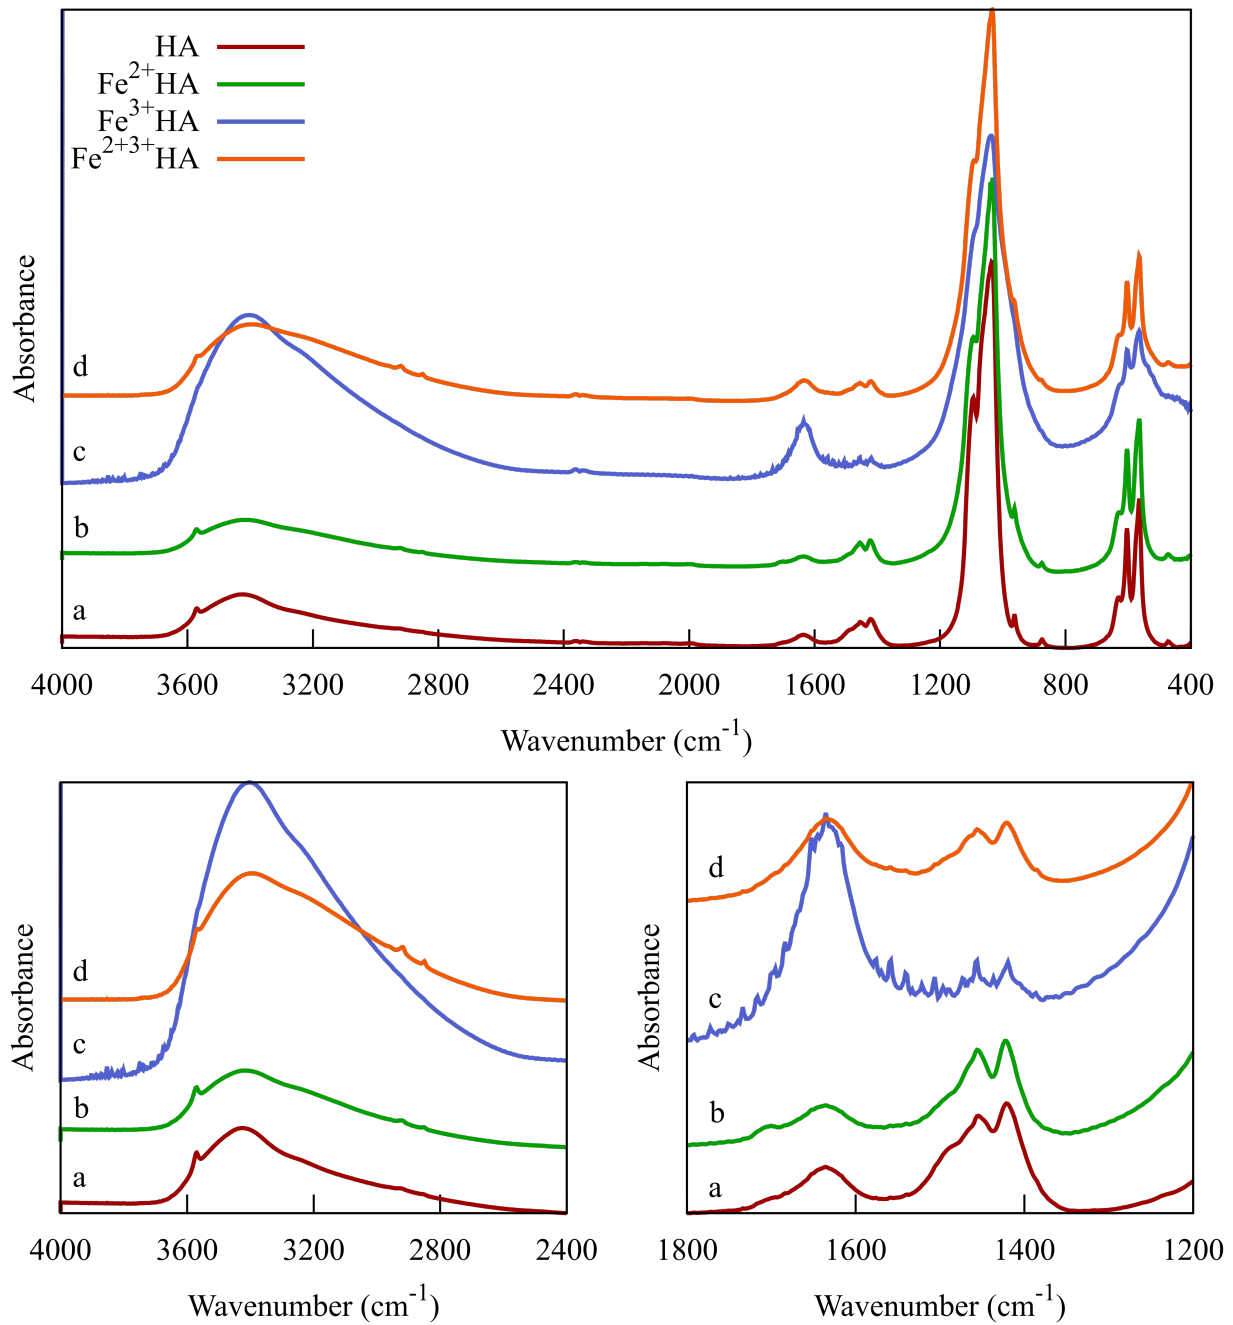 HA
Fe²⁺HA
Fe³⁺HA
Fe²⁺³⁺HA
Absorbance
d
c
b
a
4000 3600 3200 2800 2400 2000 1600 1200 800 400
Wavenumber (cm⁻¹)
Absorbance
d
c
b
a
4000 3600 3200 2800 2400
Wavenumber (cm⁻¹)
Absorbance
d
c
b
a
1800 1600 1400 1200
Wavenumber (cm⁻¹)